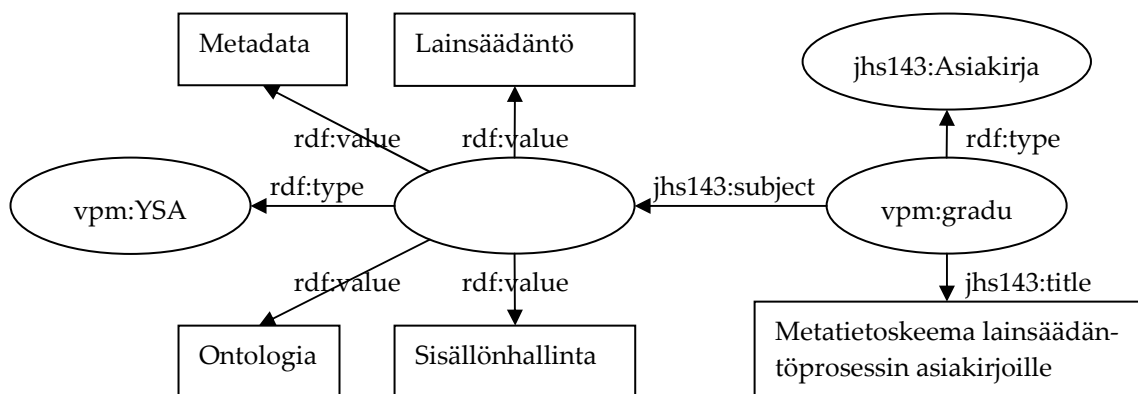 Metadata
Lainsäädäntö
jhs143:Asiakirja
rdf:value
rdf:value
rdf:type
vpm:YSA
rdf:type
jhs143:subject
vpm:gradu
rdf:value
rdf:value
jhs143:title
Ontologia
Sisällönhallinta
Metatietoskeema lainsäädän-
töprosessin asiakirjoille